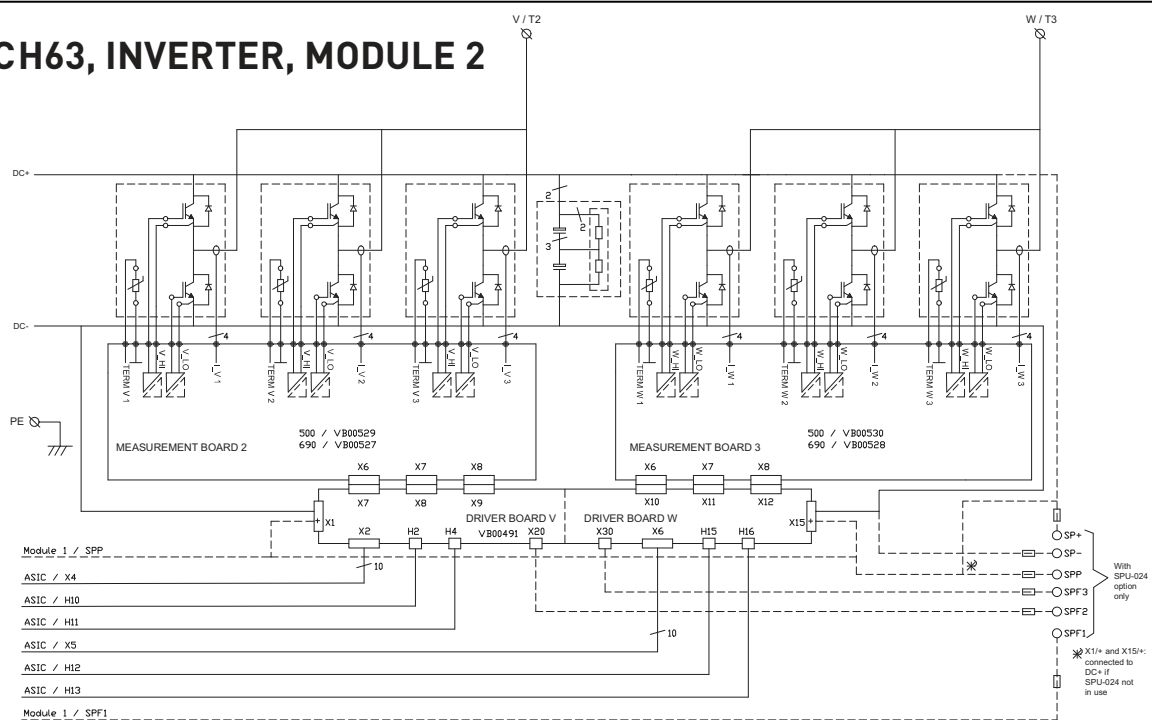 V / T2
W / T3
CH63, INVERTER, MODULE 2
DC+
2
2
3
DC-
4
4
4
4
4
4
TERM V 1
V_HI
V_LO
I_V 1
TERM V 2
V_HI
V_LO
I_V 2
TERM V 3
V_HI
V_LO
I_V 3
TERM W 1
W_HI
W_LO
I_W 1
TERM W 2
W_HI
W_LO
I_W 2
TERM W 3
W_HI
W_LO
I_W 3
PE
MEASUREMENT BOARD 2
500 / VB00529
690 / VB00527
MEASUREMENT BOARD 3
500 / VB00530
690 / VB00528
X6 X7 X8
X6 X7 X8
X7 X8 X9
X10 X11 X12
+ X1
DRIVER BOARD V
VB00491
DRIVER BOARD W
X15 +
X2 H2 H4 X20 X30 X6 H15 H16
Module 1 / SPP
10
ASIC / X4
ASIC / H10
ASIC / H11
10
ASIC / X5
ASIC / H12
ASIC / H13
Module 1 / SPF1
SP+
SP-
SPP
SPF3
SPF2
SPF1
With
SPU-024
option
only
X1/+ and X15/+:
connected to
DC+ if
SPU-024 not
in use